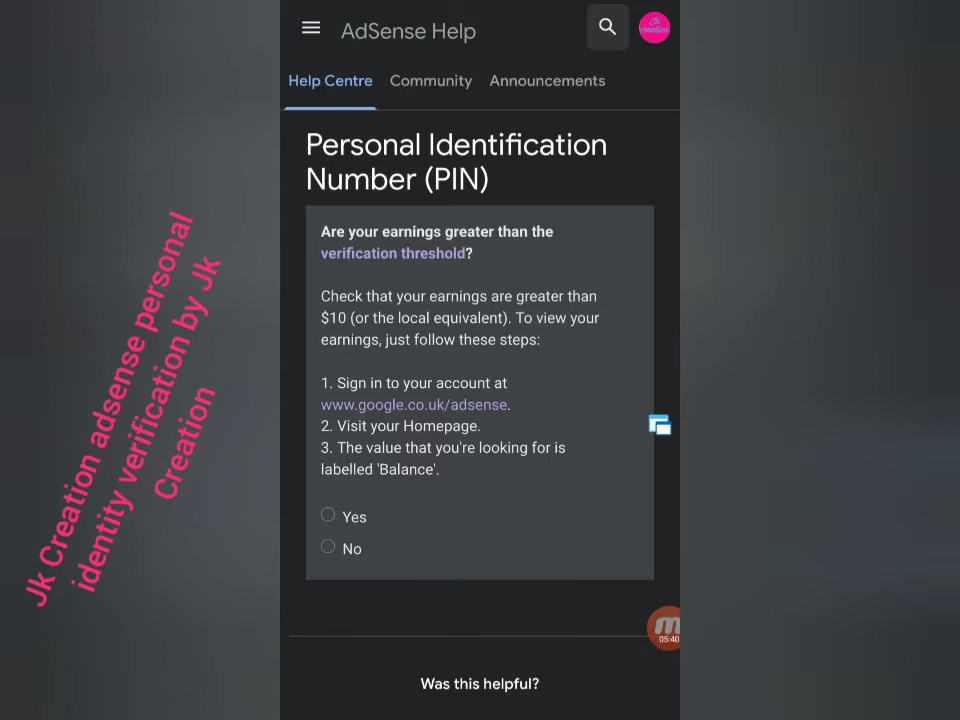 AdSense Help
Jk
Creation
Help Centre
Community
Announcements
Personal Identification
Number (PIN)
Are your earnings greater than the
verification threshold?
Check that your earnings are greater than
$10 (or the local equivalent). To view your
earnings, just follow these steps:
1. Sign in to your account at
www.google.co.uk/adsense.
2. Visit your Homepage.
3. The value that you're looking for is
labelled 'Balance'.
Yes
No
05:40
Was this helpful?
Jk Creation adsense personal
identity verification by Jk
Creation